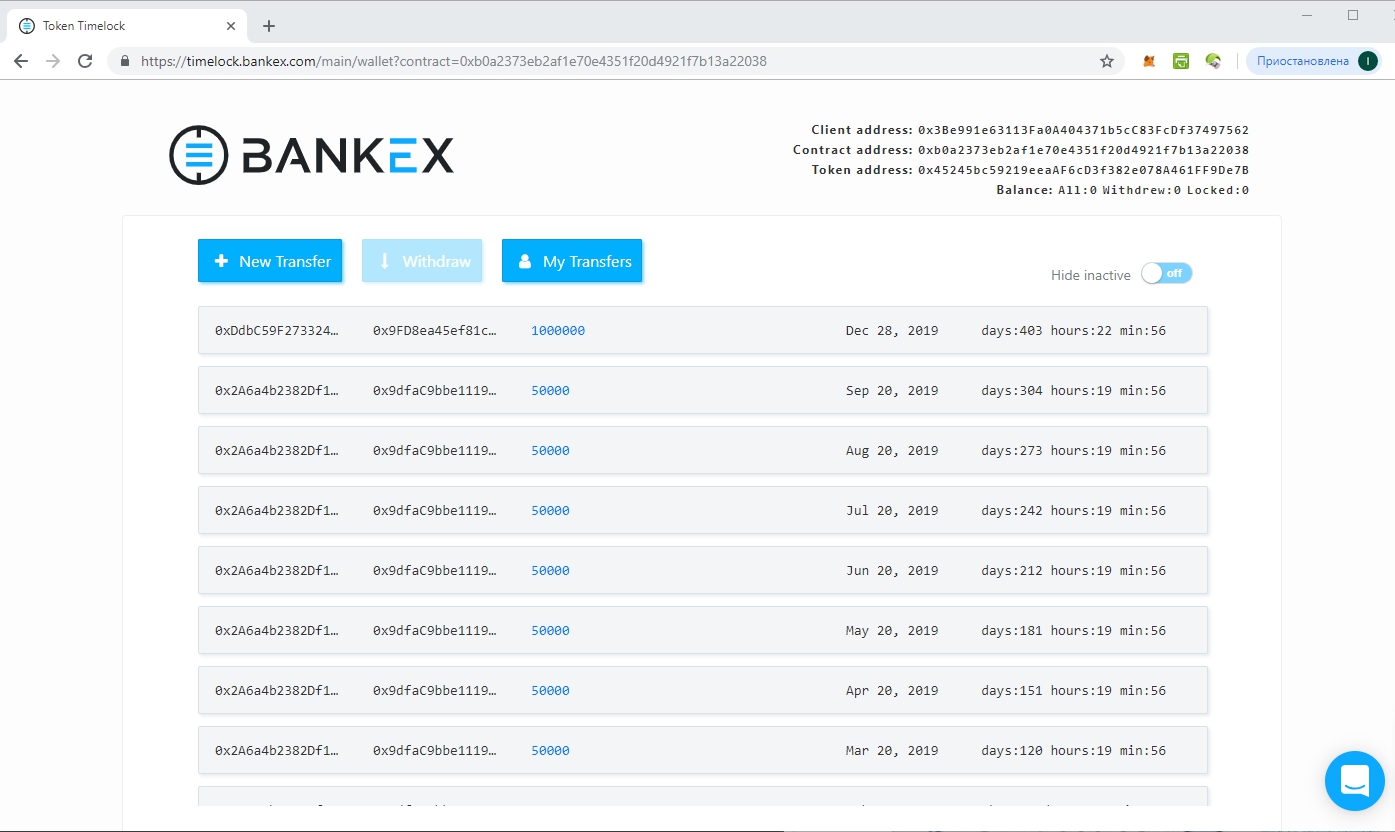 Token Timelock
https://timelock.bankex.com/main/wallet?contract=0xb0a2373eb2af1e70e4351f20d4921f7b13a22038
Приостановлена I
BANKEX
Client address: 0x3Be991e63113Fa0A404371b5cC83FcDf37497562
Contract address: 0xb0a2373eb2af1e70e4351f20d4921f7b13a22038
Token address: 0x45245bc59219eeaAF6cD3f382e078A461FF9De7B
Balance: All:0 Withdrew:0 Locked:0
New Transfer Withdraw My Transfers
Hide inactive off
0xDdbC59F273324… 0x9FD8ea45ef81c… 1000000 Dec 28, 2019 days:403 hours:22 min:56
0x2A6a4b2382Df1… 0x9dfaC9bbe1119… 50000 Sep 20, 2019 days:304 hours:19 min:56
0x2A6a4b2382Df1… 0x9dfaC9bbe1119… 50000 Aug 20, 2019 days:273 hours:19 min:56
0x2A6a4b2382Df1… 0x9dfaC9bbe1119… 50000 Jul 20, 2019 days:242 hours:19 min:56
0x2A6a4b2382Df1… 0x9dfaC9bbe1119… 50000 Jun 20, 2019 days:212 hours:19 min:56
0x2A6a4b2382Df1… 0x9dfaC9bbe1119… 50000 May 20, 2019 days:181 hours:19 min:56
0x2A6a4b2382Df1… 0x9dfaC9bbe1119… 50000 Apr 20, 2019 days:151 hours:19 min:56
0x2A6a4b2382Df1… 0x9dfaC9bbe1119… 50000 Mar 20, 2019 days:120 hours:19 min:56